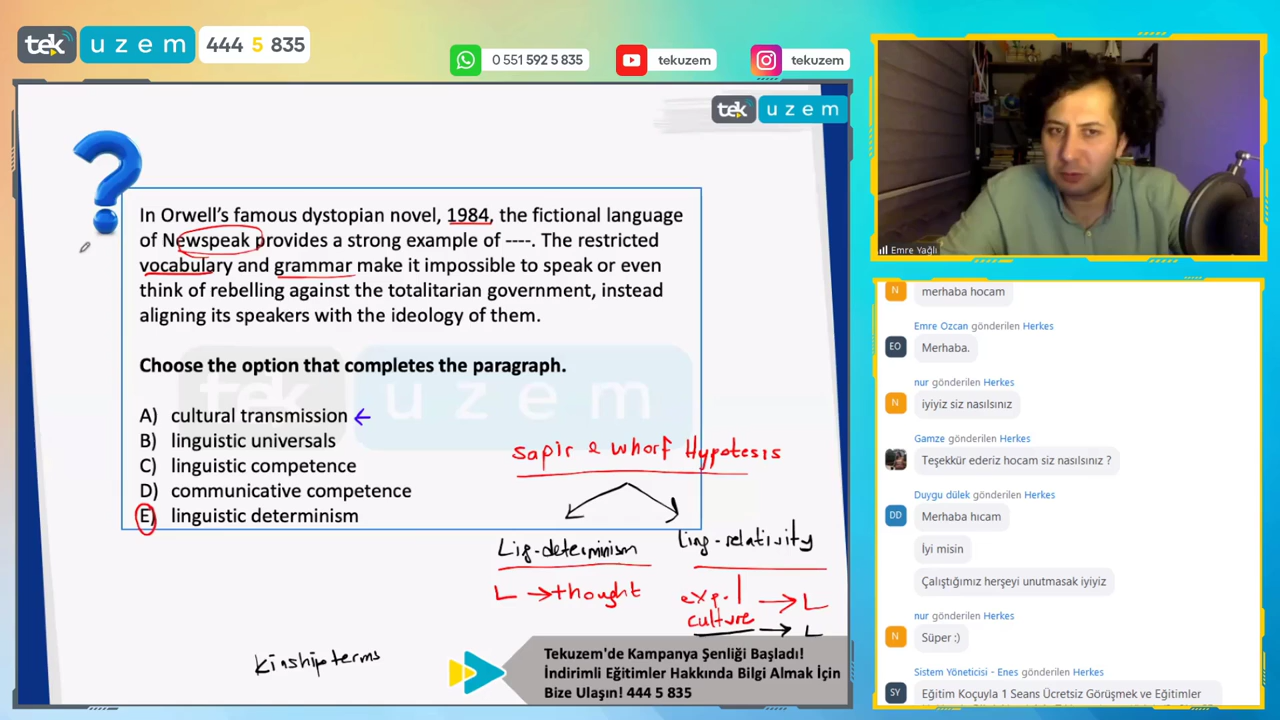 tek uzem 444 5 835
0 551 592 5 835
tekuzem
tekuzem
tek uzem
In Orwell's famous dystopian novel, 1984, the fictional language
of Newspeak provides a strong example of ----. The restricted
vocabulary and grammar make it impossible to speak or even
think of rebelling against the totalitarian government, instead
aligning its speakers with the ideology of them.
Choose the option that completes the paragraph.
A) cultural transmission ←
B) linguistic universals
C) linguistic competence
D) communicative competence
E) linguistic determinism
tek uzem
sapir & whorf Hypotesis
Lig-determinism
Ling-relativity
L → thought
exp. → L
culture → L
kinship terms
Tekuzem'de Kampanya Şenliği Başladı!
İndirimli Eğitimler Hakkında Bilgi Almak İçin
Bize Ulaşın! 444 5 835
Emre Yağlı
N
merhaba hocam
Emre Ozcan gönderilen Herkes
EO
Merhaba.
nur gönderilen Herkes
N
iyiyiz siz nasılsınız
Gamze gönderilen Herkes
Teşekkür ederiz hocam siz nasılsınız ?
Duygu dülek gönderilen Herkes
DD
Merhaba hıcam
İyi misin
Çalıştığımız herşeyi unutmasak iyiyiz
nur gönderilen Herkes
N
Süper :)
Sistem Yöneticisi - Enes gönderilen Herkes
SY
Eğitim Koçuyla 1 Seans Ücretsiz Görüşmek ve Eğitimler